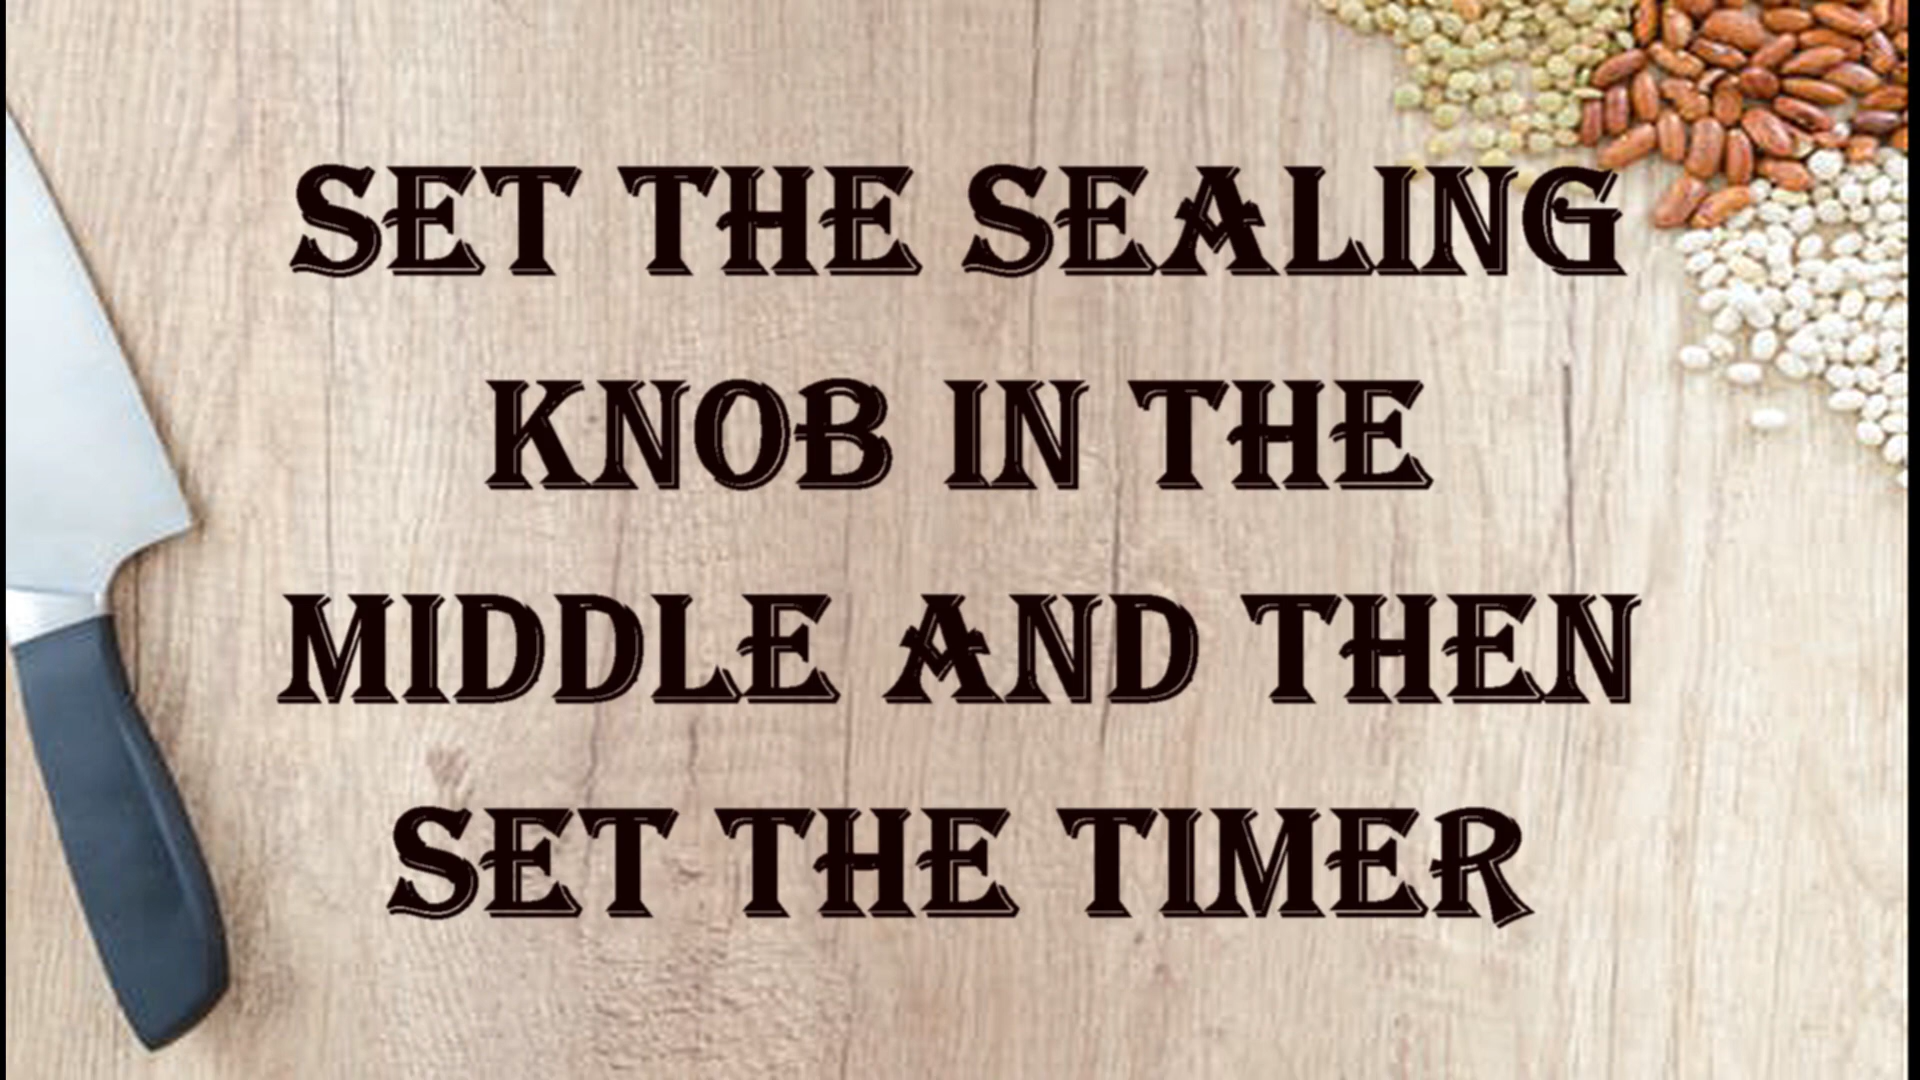 SET THE SEALING
KNOB IN THE
MIDDLE AND THEN
SET THE TIMER